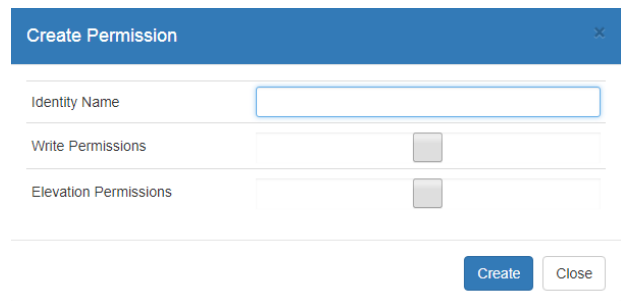 Create Permission
×
Identity Name
Write Permissions
Elevation Permissions
Create
Close